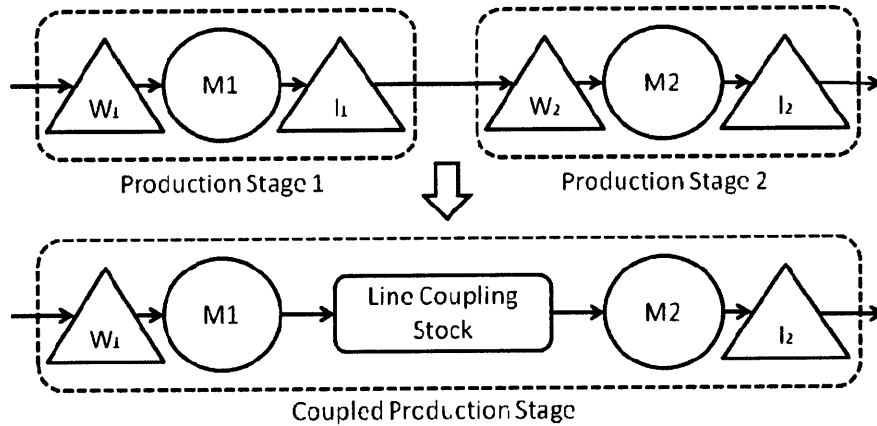 W₁ M1 I₁ W₂ M2 I₂
Production Stage 1 Production Stage 2
W₁ M1 Line Coupling Stock M2 I₂
Coupled Production Stage